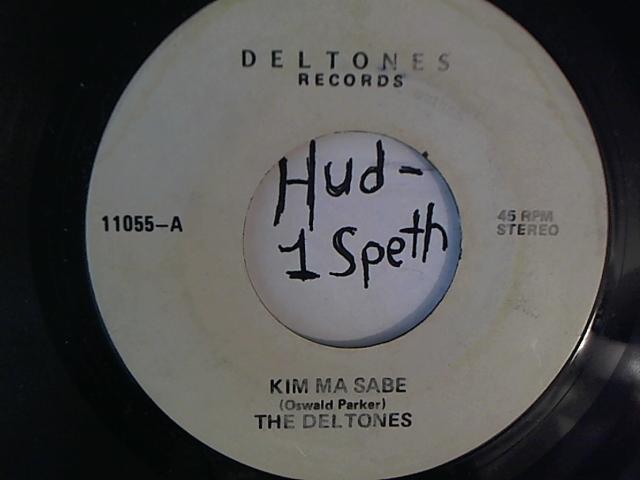 DELTONES
RECORDS
Hud-
1 Speth
11055-A
45 RPM
STEREO
KIM MA SABE
(Oswald Parker)
THE DELTONES